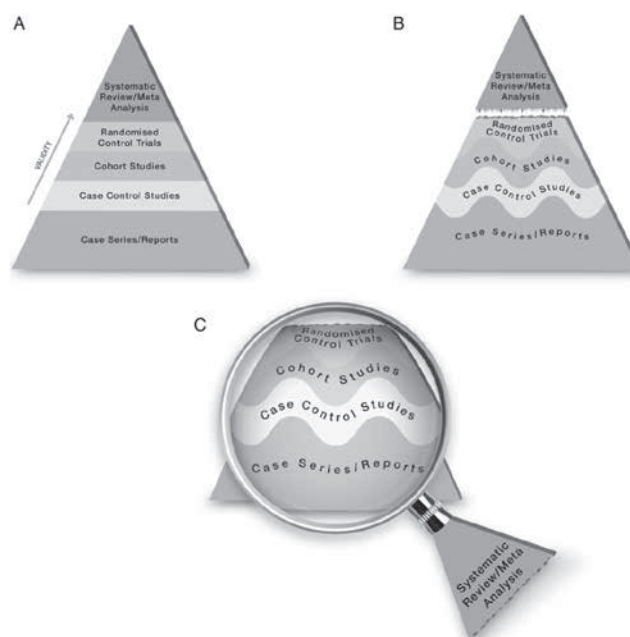 A
Systematic
Review/Meta
Analysis
Randomised
Control Trials
Cohort Studies
Case Control Studies
Case Series/Reports
VALIDITY
B
Systematic
Review/Meta
Analysis
Randomised
Control Trials
Cohort Studies
Case Control Studies
Case Series/Reports
C
Randomised
Control Trials
Cohort Studies
Case Control Studies
Case Series/Reports
Systematic
Review/Meta
Analysis